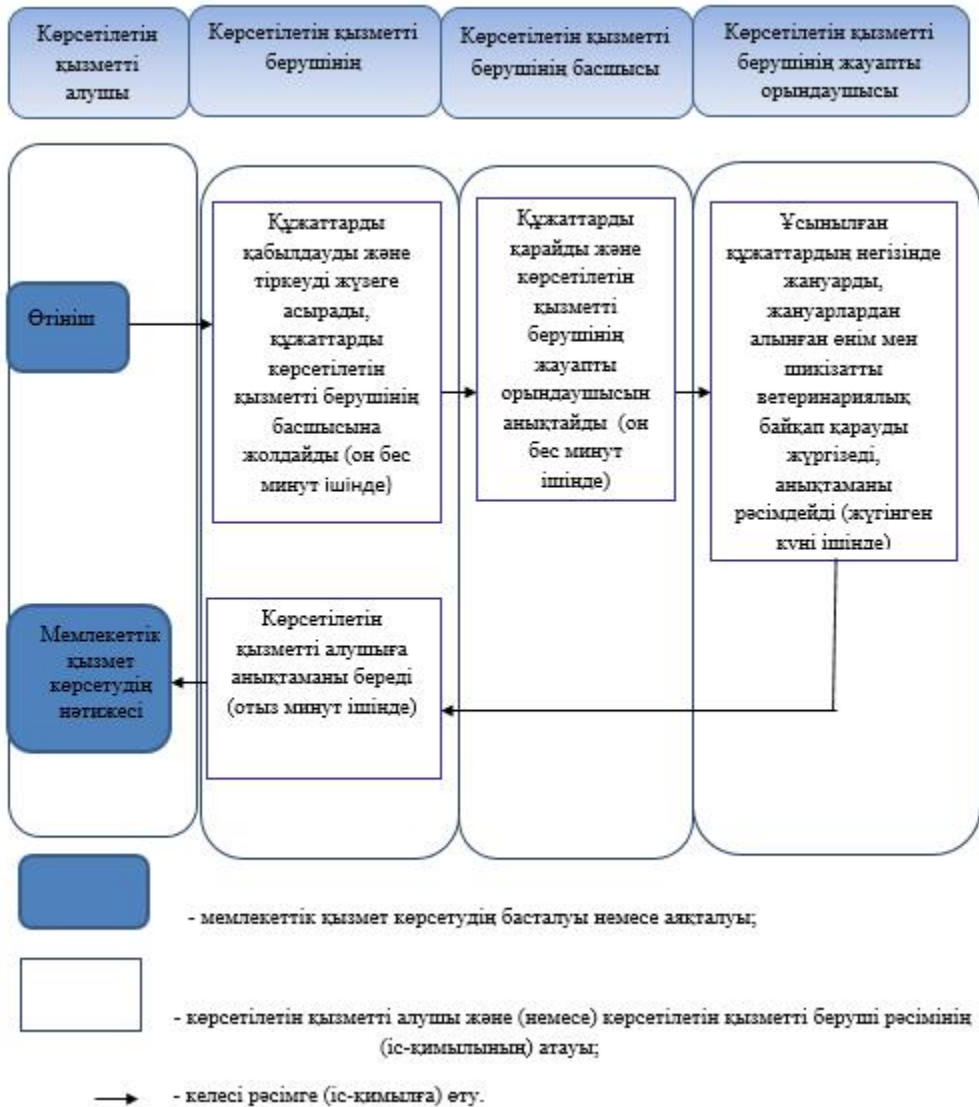 Көрсетілетін
қызметті
алушы
Көрсетілетін қызметті
берушінің
Көрсетілетін қызметті
берушінің басшысы
Көрсетілетін қызметті
берушінің жауапты
орындаушысы
Өтініш
Құжаттарды
қабылдауды және
тіркеуді жүзеге
асырады,
құжаттарды
көрсетілетін
қызметті берушінің
басшысына
жолдайды (он бес
минут ішінде)
Құжаттарды
қарайды және
көрсетілетін
қызметті
берушінің
жауапты
орындаушысын
анықтайды (он
бес минут
ішінде)
Ұсынылған
құжаттардың негізінде
жануарды,
жануарлардан
алынған өнім мен
шикізатты
ветеринариялық
байқап қарауды
жүргізеді,
анықтаманы
рәсімдейді (жүгінген
күні ішінде)
Мемлекеттік
қызмет
көрсетудің
нәтижесі
Көрсетілетін
қызметті алушыға
анықтаманы береді
(отыз минут ішінде)
- мемлекеттік қызмет көрсетудің басталуы немесе аяқталуы;
- көрсетілетін қызметті алушы және (немесе) көрсетілетін қызметті беруші рәсімінің
(іс-қимылының) атауы;
- келесі рәсімге (іс-қимылға) өту.